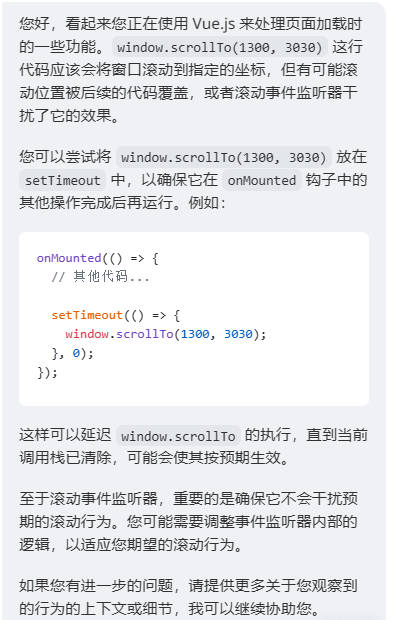 您好，看起来您正在使用 Vue.js 来处理页面加载时
的一些功能。 window.scrollTo(1300, 3030) 这行
代码应该会将窗口滚动到指定的坐标，但有可能滚
动位置被后续的代码覆盖，或者滚动事件监听器干
扰了它的效果。
您可以尝试将 window.scrollTo(1300, 3030) 放在
setTimeout 中，以确保它在 onMounted 钩子中的
其他操作完成后再运行。例如：
onMounted(() => {
  // 其他代码...
  setTimeout(() => {
    window.scrollTo(1300, 3030);
  }, 0);
});
这样可以延迟 window.scrollTo 的执行，直到当前
调用栈已清除，可能会使其按预期生效。
至于滚动事件监听器，重要的是确保它不会干扰预
期的滚动行为。您可能需要调整事件监听器内部的
逻辑，以适应您期望的滚动行为。
如果您有进一步的问题，请提供更多关于您观察到
的行为的上下文或细节，我可以继续协助您。